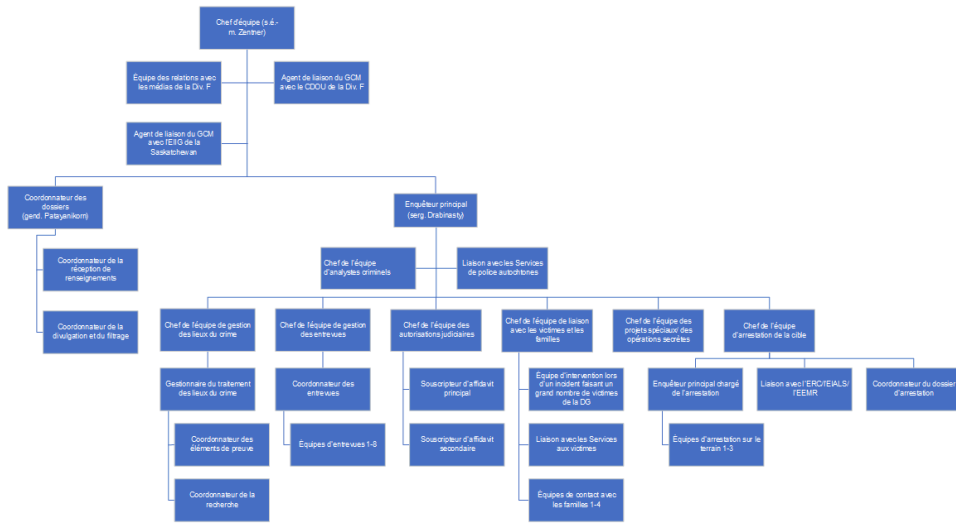 Chef d'équipe (s.é.-
m. Zentner)
Équipe des relations avec
les médias de la Div. F
Agent de liaison du GCM
avec le CDOU de la Div. F
Agent de liaison du GCM
avec l'EIIG de la
Saskatchewan
Coordonnateur des
dossiers
(gend. Patayanikorn)
Enquêteur principal
(serg. Drabinasty)
Coordonnateur de la
réception de
renseignements
Coordonnateur de la
divulgation et du filtrage
Chef de l'équipe
d'analystes criminels
Liaison avec les Services
de police autochtones
Chef de l'équipe de gestion
des lieux du crime
Chef de l'équipe de gestion
des entrevues
Chef de l'équipe des
autorisations judiciaires
Chef de l'équipe de liaison
avec les victimes et les
familles
Chef de l'équipe des
projets spéciaux/ des
opérations secrètes
Chef de l'équipe
d'arrestation de la cible
Gestionnaire du traitement
des lieux du crime
Coordonnateur des
entrevues
Souscripteur d'affidavit
principal
Équipe d'intervention lors
d'un incident faisant un
grand nombre de victimes
de la DG
Enquêteur principal chargé
de l'arrestation
Liaison avec l'ERC/l'EIALS/
l'EEMR
Coordonnateur du dossier
d'arrestation
Coordonnateur des
éléments de preuve
Equipes d'entrevues 1-8
Souscripteur d'affidavit
secondaire
Liaison avec les Services
aux victimes
Équipes d'arrestation sur le
terrain 1-3
Coordonnateur de la
recherche
Équipes de contact avec
les familles 1-4